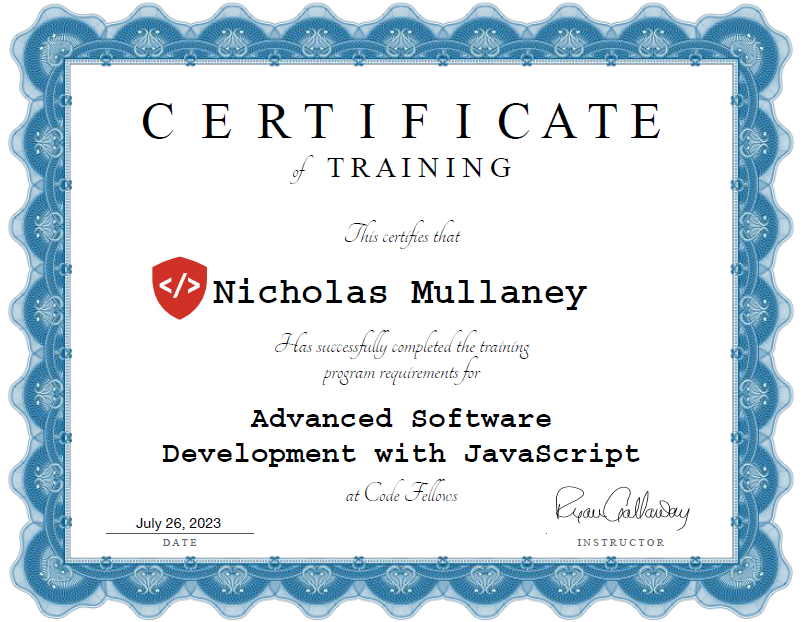 CERTIFICATE
of TRAINING
This certifies that
</> Nicholas Mullaney
Has successfully completed the training
program requirements for
Advanced Software
Development with JavaScript
at Code Fellows
Ryan Gallaway
July 26, 2023
DATE
INSTRUCTOR